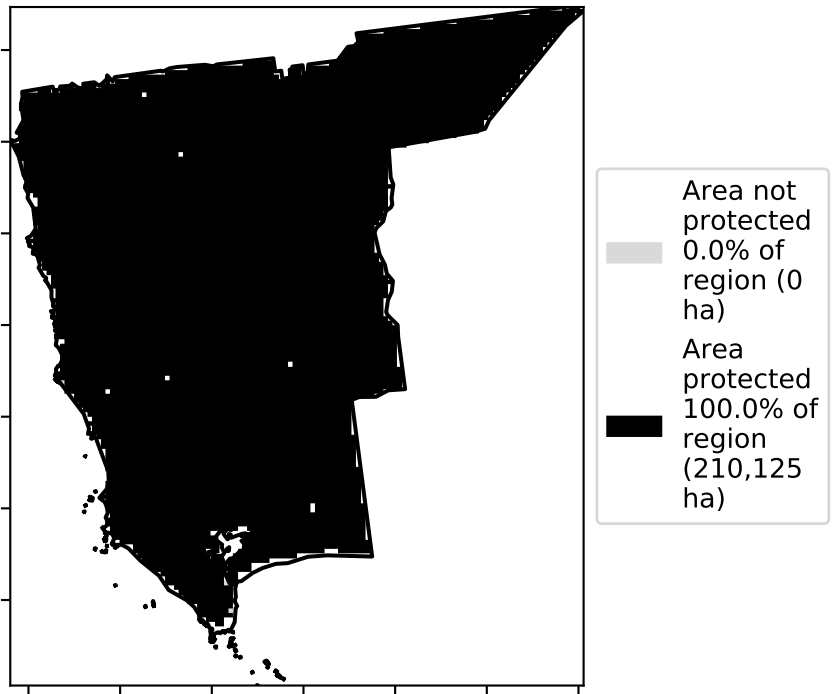 Area not
protected
0.0% of
region (0
ha)
Area
protected
100.0% of
region
(210,125
ha)